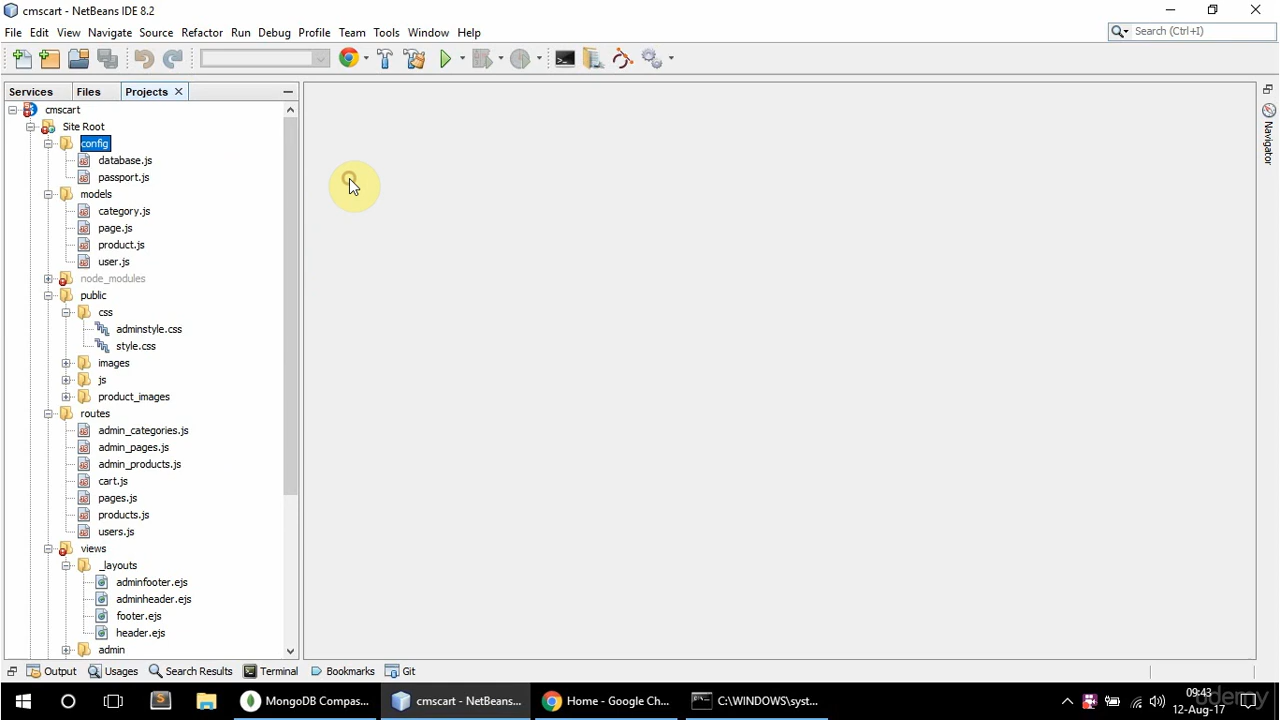 cmscart - NetBeans IDE 8.2
File Edit View Navigate Source Refactor Run Debug Profile Team Tools Window Help
Search (Ctrl+I)
Services Files Projects
cmscart
Site Root
config
database.js
passport.js
models
category.js
page.js
product.js
user.js
node_modules
public
css
adminstyle.css
style.css
images
js
product_images
routes
admin_categories.js
admin_pages.js
admin_products.js
cart.js
pages.js
products.js
users.js
views
_layouts
adminfooter.ejs
adminheader.ejs
footer.ejs
header.ejs
admin
Navigator
Output Usages Search Results Terminal Bookmarks Git
MongoDB Compas... cmscart - NetBeans... Home - Google Ch... C:\WINDOWS\syst...
09:43
12-Aug-17
udemy